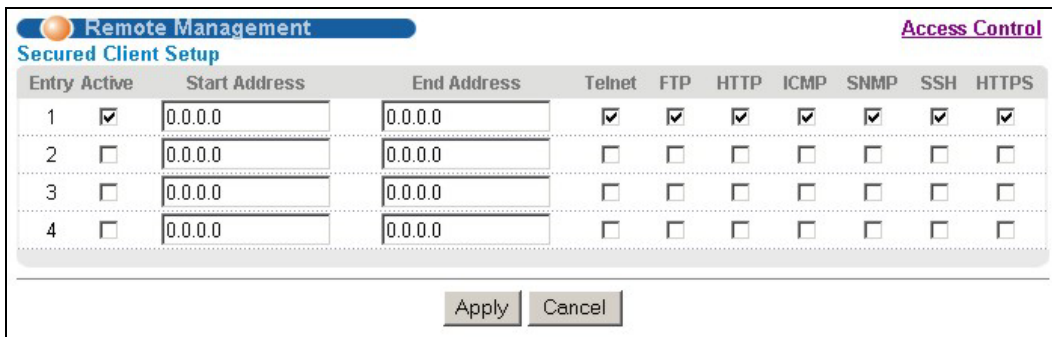 Remote Management Access Control
Secured Client Setup
Entry Active Start Address End Address Telnet FTP HTTP ICMP SNMP SSH HTTPS
1 0.0.0.0 0.0.0.0
2 0.0.0.0 0.0.0.0
3 0.0.0.0 0.0.0.0
4 0.0.0.0 0.0.0.0
Apply Cancel